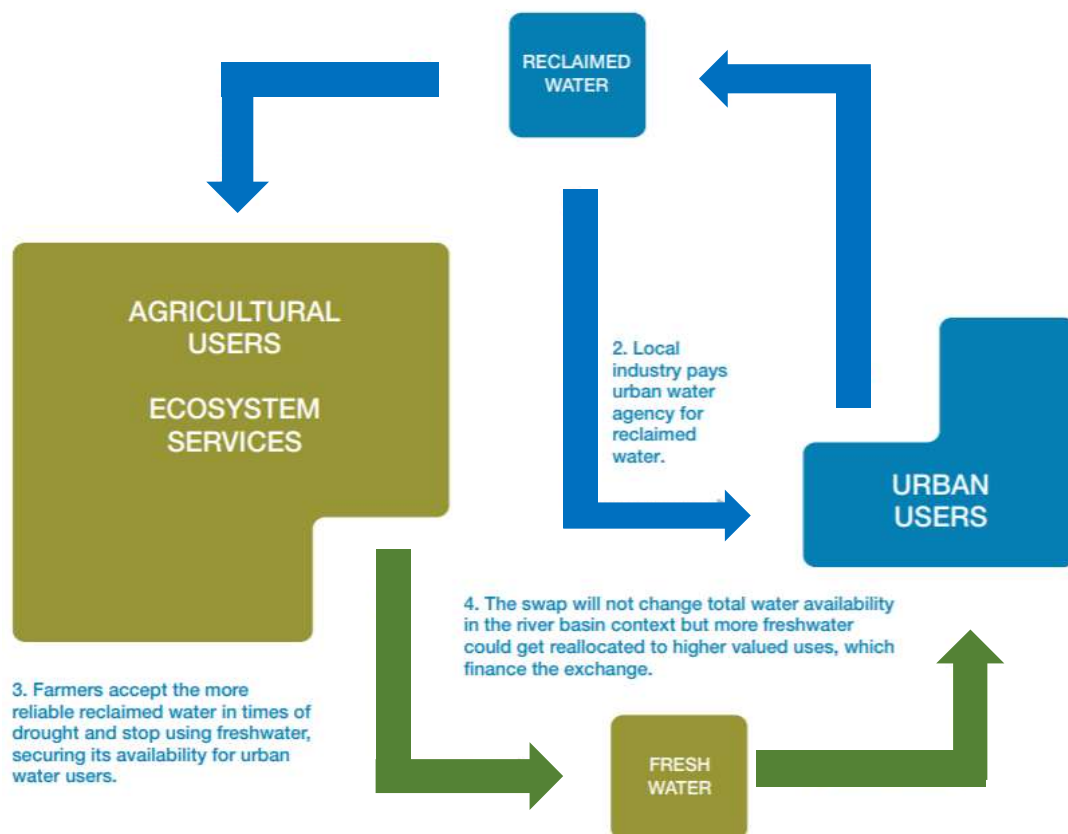 RECLAIMED
WATER
AGRICULTURAL
USERS
ECOSYSTEM
SERVICES
2. Local
industry pays
urban water
agency for
reclaimed
water.
URBAN
USERS
4. The swap will not change total water availability
in the river basin context but more freshwater
could get reallocated to higher valued uses, which
finance the exchange.
3. Farmers accept the more
reliable reclaimed water in times of
drought and stop using freshwater,
securing its availability for urban
water users.
FRESH
WATER